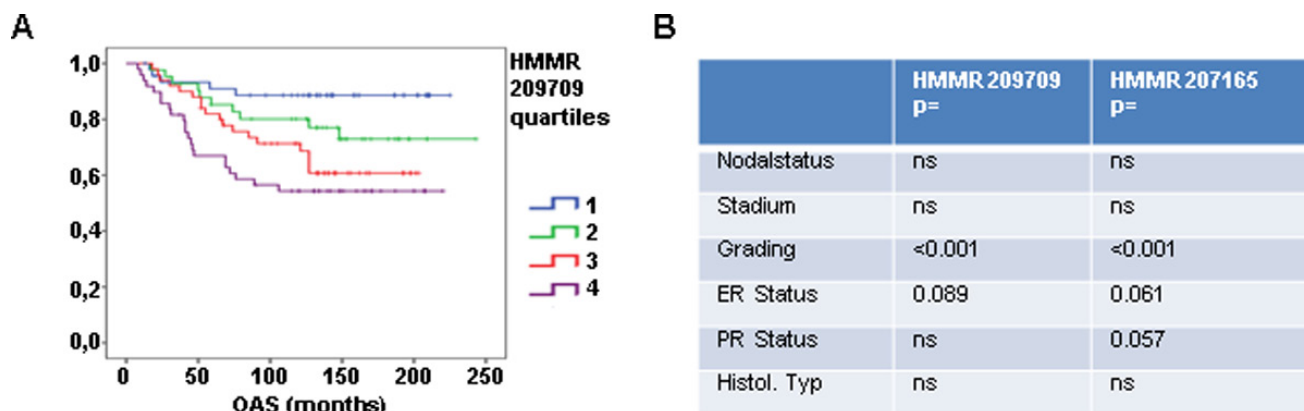 A
HMMR
209709
quartiles
1,0
0,8
0,6
0,4
0,2
0,0
1
2
3
4
0 50 100 150 200 250
OAS (months)
B
HMMR 209709 HMMR 207165
p= p=
Nodalstatus ns ns
Stadium ns ns
Grading <0.001 <0.001
ER Status 0.089 0.061
PR Status ns 0.057
Histol. Typ ns ns